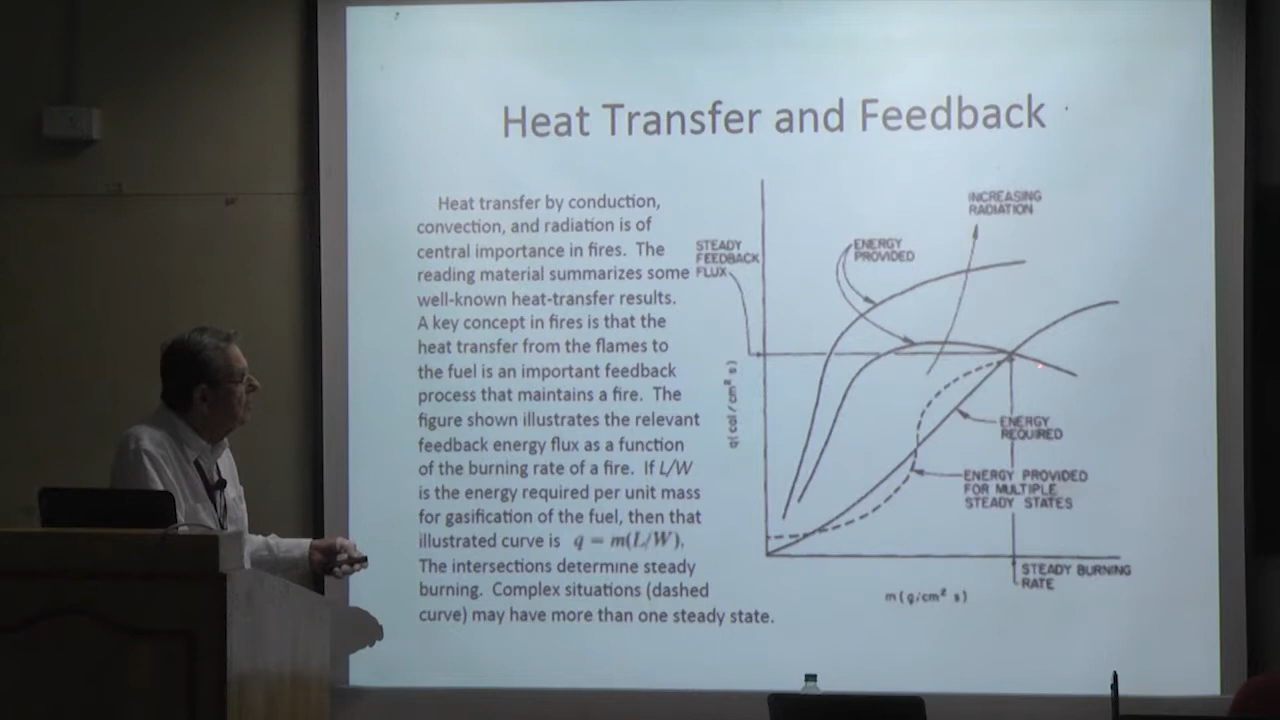 Heat Transfer and Feedback
Heat transfer by conduction,
convection, and radiation is of
central importance in fires. The
reading material summarizes some
well-known heat-transfer results.
A key concept in fires is that the
heat transfer from the flames to
the fuel is an important feedback
process that maintains a fire. The
figure shown illustrates the relevant
feedback energy flux as a function
of the burning rate of a fire. If L/W
is the energy required per unit mass
for gasification of the fuel, then that
illustrated curve is q = m(L/W).
The intersections determine steady
burning. Complex situations (dashed
curve) may have more than one steady state.
INCREASING
RADIATION
STEADY
FEEDBACK
FLUX
ENERGY
PROVIDED
q(cal/cm² s)
ENERGY
REQUIRED
ENERGY PROVIDED
FOR MULTIPLE
STEADY STATES
STEADY BURNING
RATE
m(g/cm² s)